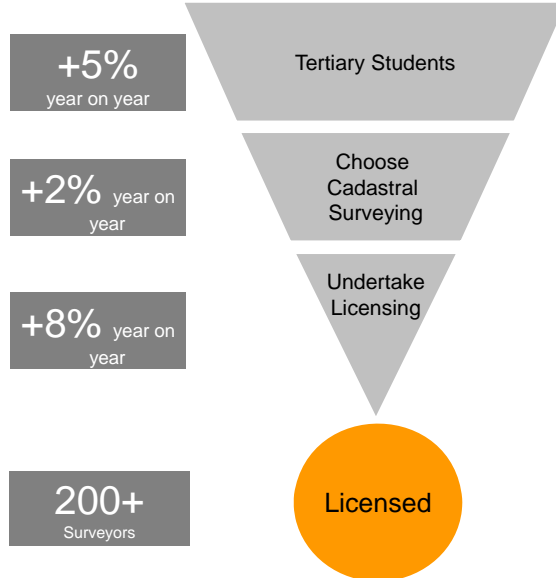 +5%
year on year
Tertiary Students
+2% year on
year
Choose
Cadastral
Surveying
+8% year on
year
Undertake
Licensing
200+
Surveyors
Licensed